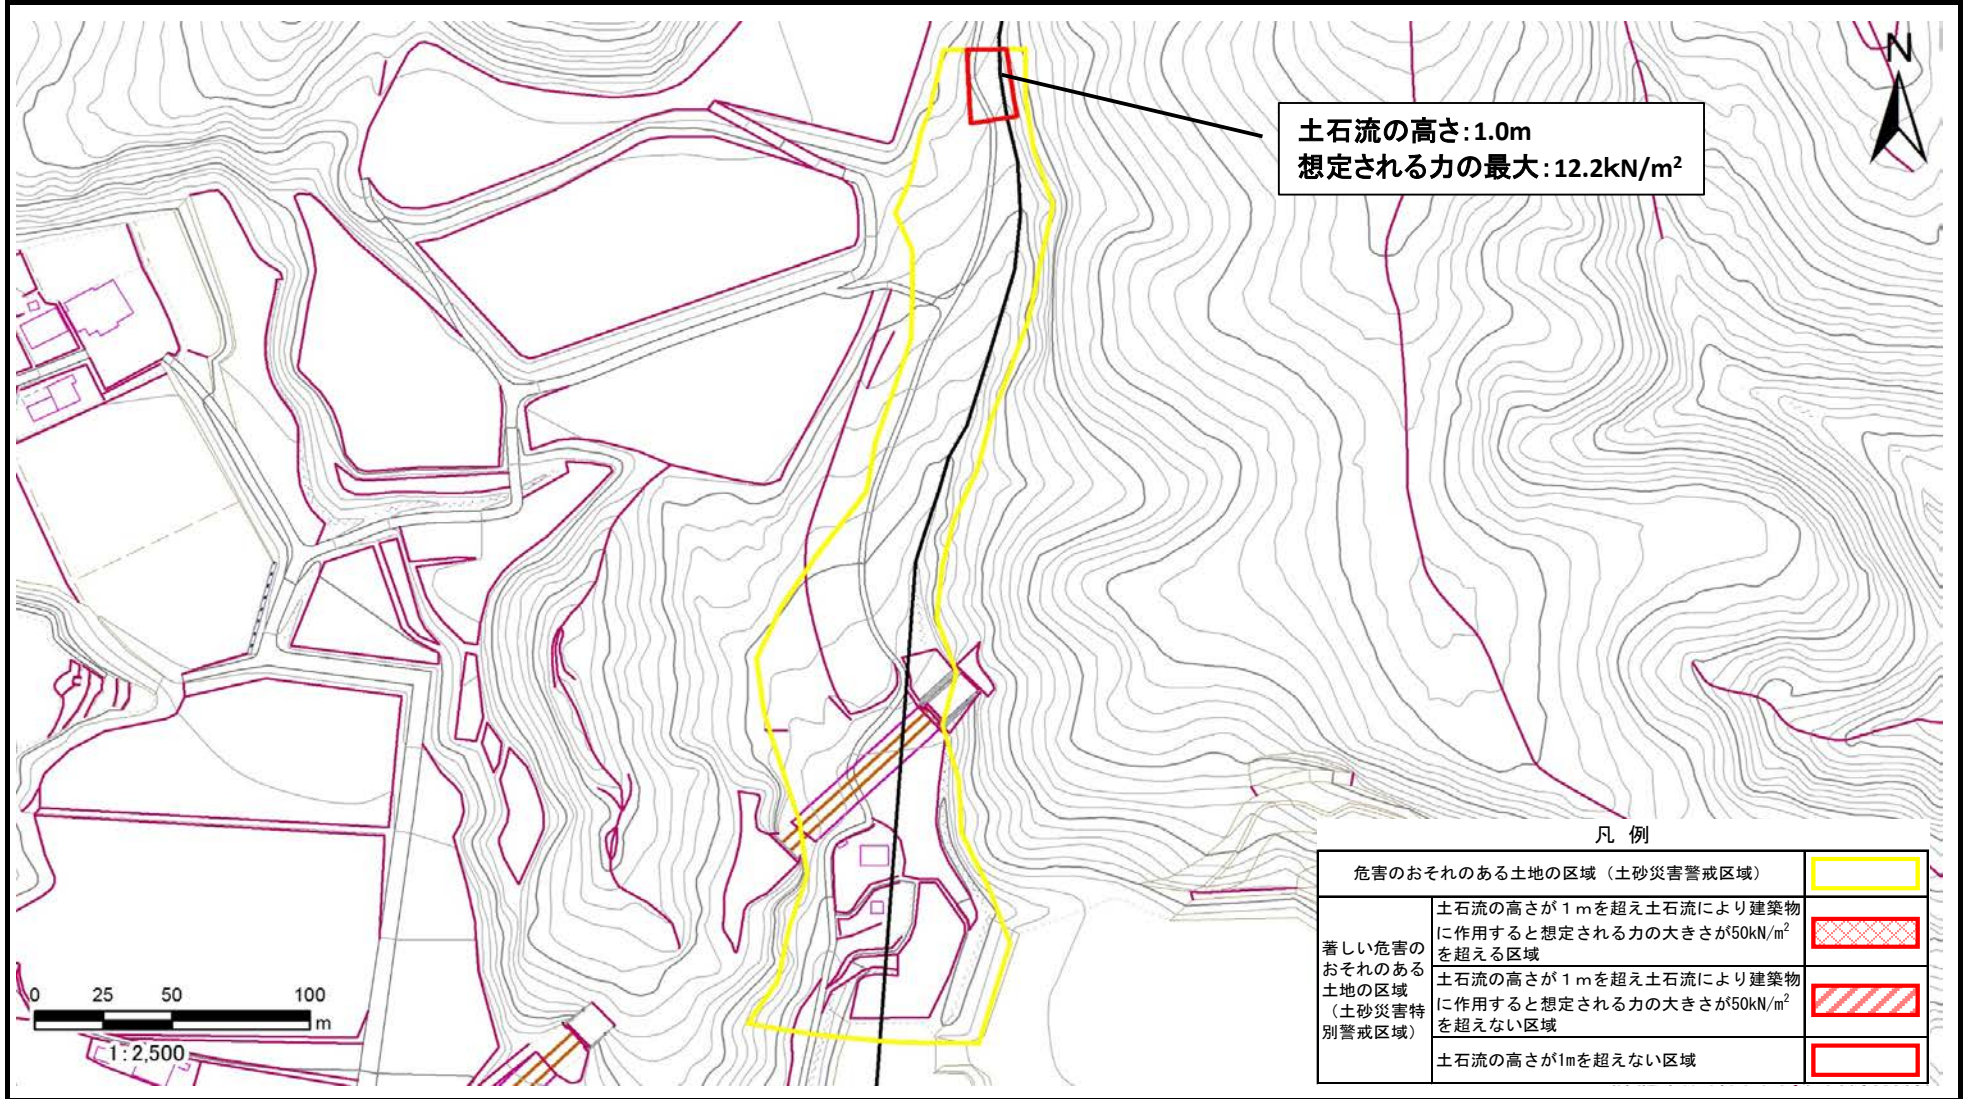 N
土石流の高さ:1.0m
想定される力の最大:12.2kN/m²
凡 例
危害のおそれのある土地の区域(土砂災害警戒区域)
著しい危害の
おそれのある
土地の区域
(土砂災害特
別警戒区域)
土石流の高さが1mを超え土石流により建築物
に作用すると想定される力の大きさが50kN/m²
を超える区域
土石流の高さが1mを超え土石流により建築物
に作用すると想定される力の大きさが50kN/m²
を超えない区域
土石流の高さが1mを超えない区域
0 25 50 100
m
1:2,500